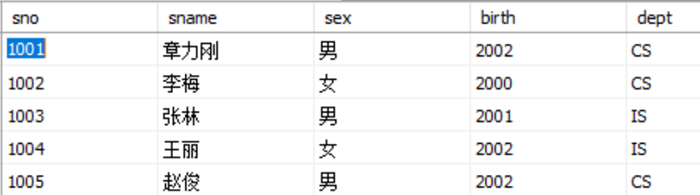 sno sname sex birth dept
1001 章力刚 男 2002 CS
1002 李梅 女 2000 CS
1003 张林 男 2001 IS
1004 王丽 女 2002 IS
1005 赵俊 男 2002 CS